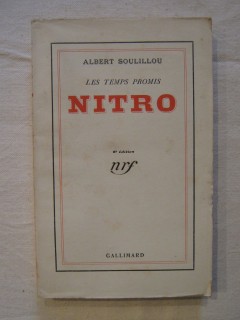 ALBERT SOULILLOU
LES TEMPS PROMIS
NITRO
nrf
GALLIMARD